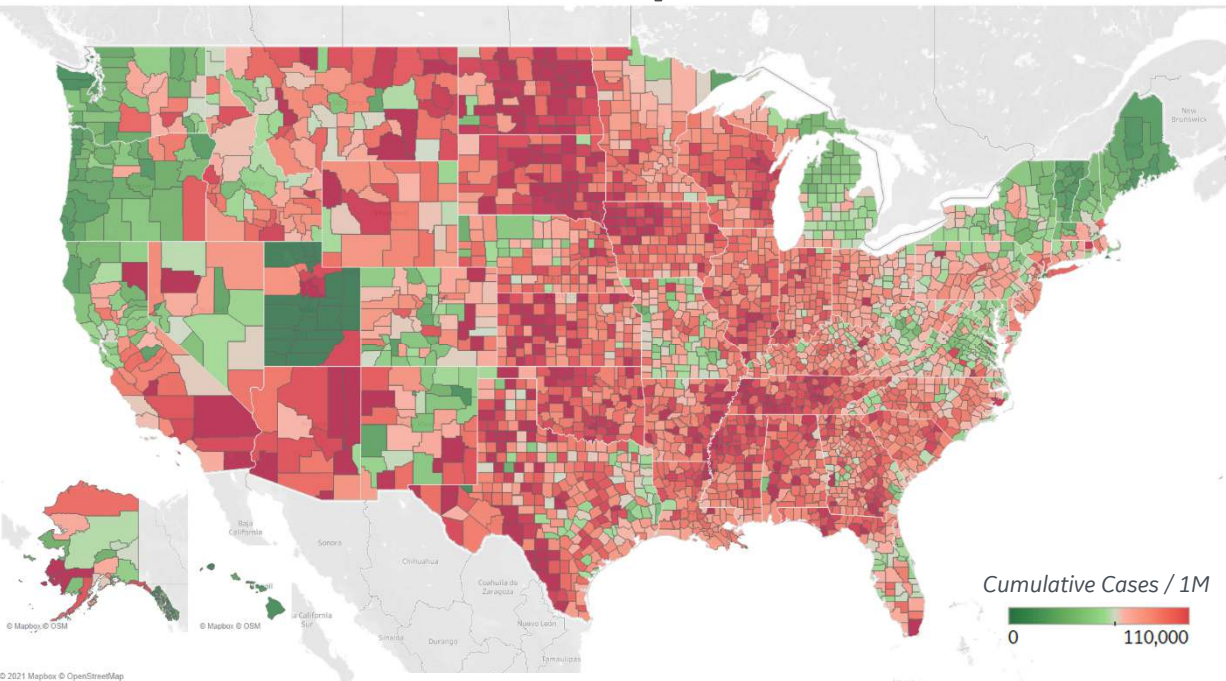 New
Brunswick
Baja
California
Sonora
Chihuahua
Coahuila de
Zaragoza
Nuevo León
Sinaloa
Durango
Tamaulipas
Sur
© Mapbox © OSM
© Mapbox © OSM
Cumulative Cases / 1M
0
110,000
© 2021 Mapbox © OpenStreetMap